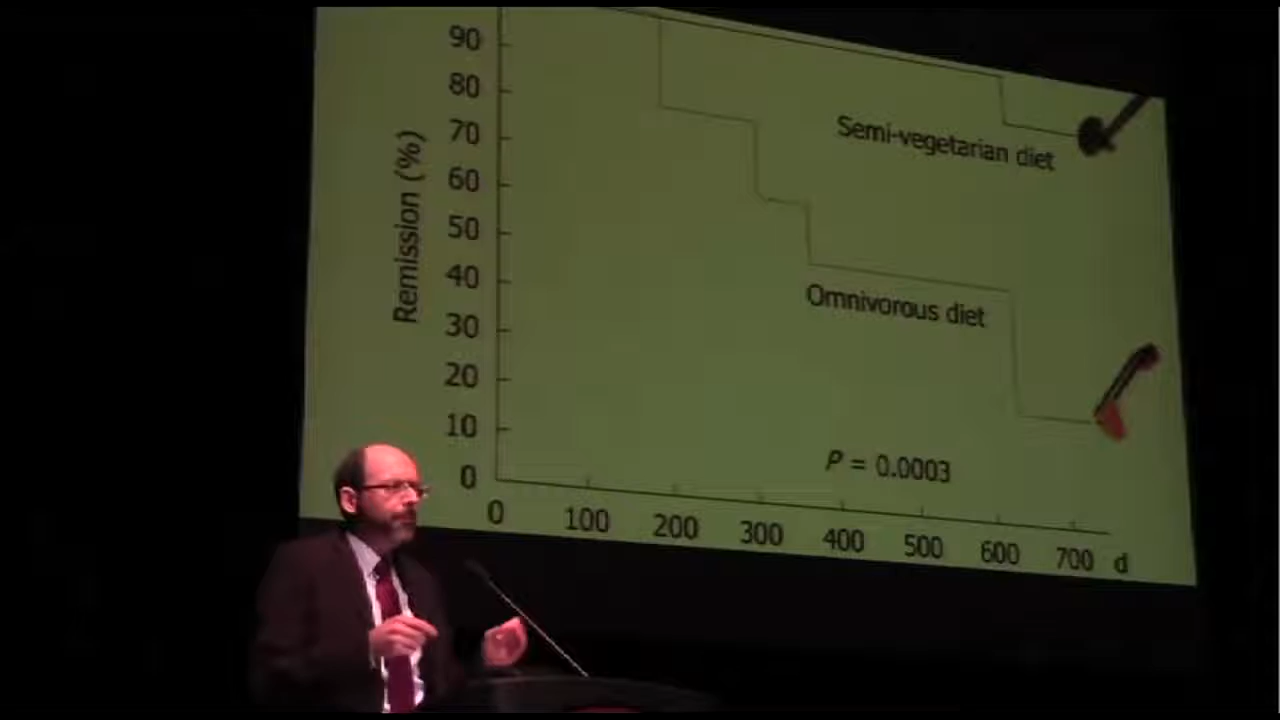 90
80
70
60
50
40
30
20
10
0
Remission (%)
Semi-vegetarian diet
Omnivorous diet
P = 0.0003
0 100 200 300 400 500 600 700 d